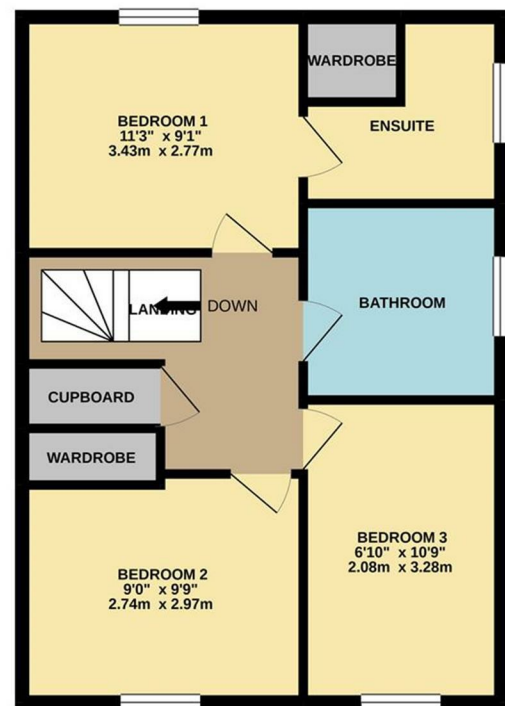 WARDROBE
BEDROOM 1
11'3" x 9'1"
3.43m x 2.77m
ENSUITE
LANDING
DOWN
BATHROOM
CUPBOARD
WARDROBE
BEDROOM 3
6'10" x 10'9"
2.08m x 3.28m
BEDROOM 2
9'0" x 9'9"
2.74m x 2.97m